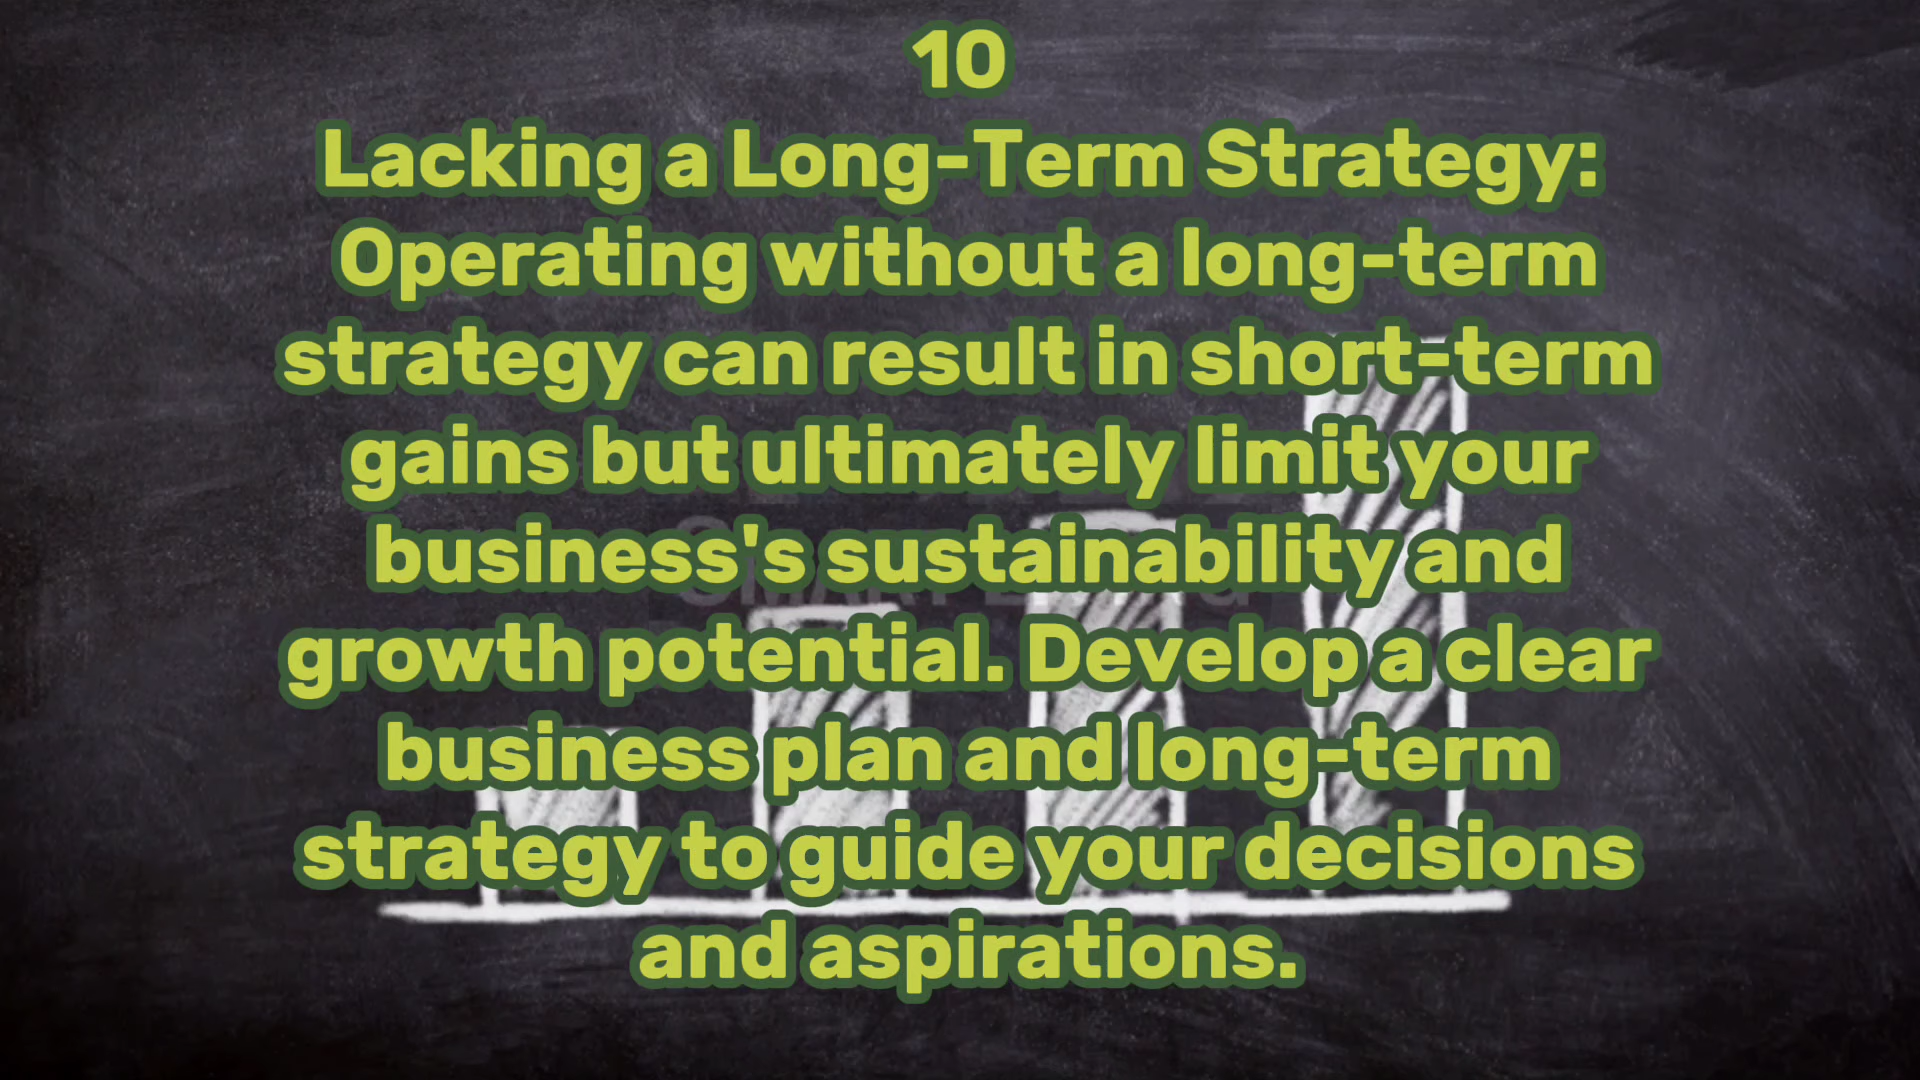 10
Lacking a Long-Term Strategy:
Operating without a long-term
strategy can result in short-term
gains but ultimately limit your
business's sustainability and
growth potential. Develop a clear
business plan and long-term
strategy to guide your decisions
and aspirations.